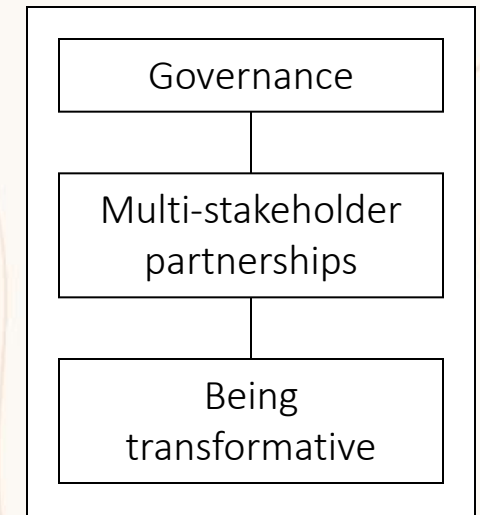 Governance
Multi-stakeholder
partnerships
Being
transformative